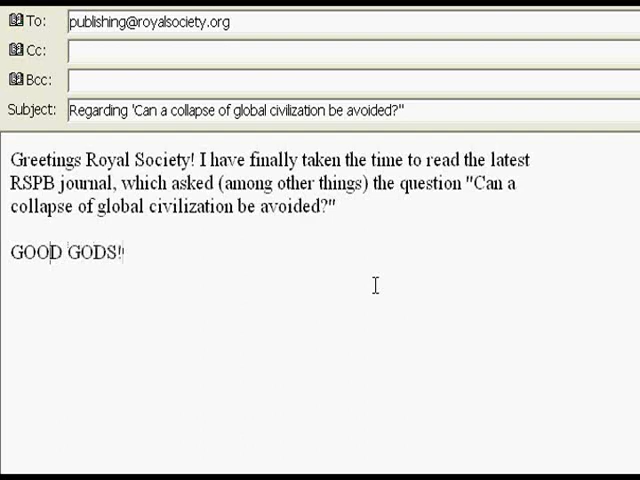 To: publishing@royalsociety.org
Cc:
Bcc:
Subject: Regarding 'Can a collapse of global civilization be avoided?"
Greetings Royal Society! I have finally taken the time to read the latest
RSPB journal, which asked (among other things) the question "Can a
collapse of global civilization be avoided?"
GOOD GODS!!